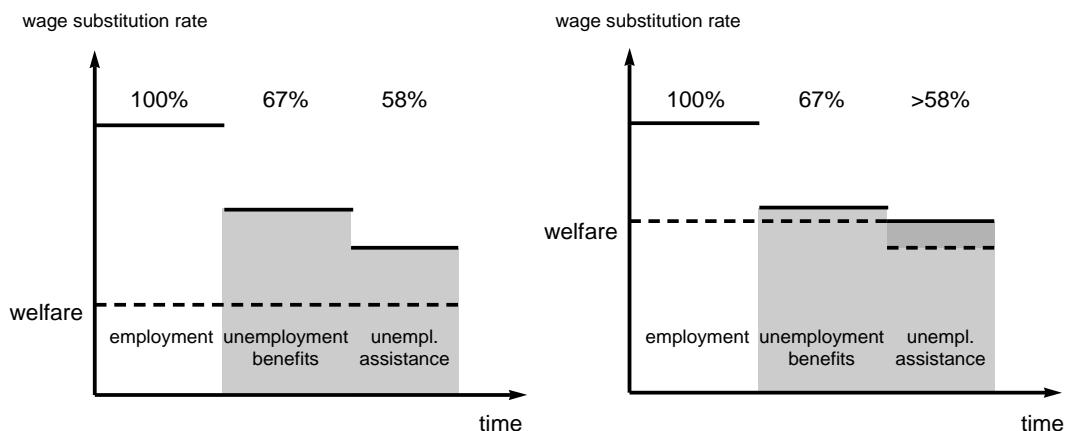 wage substitution rate
100%
67%
58%
welfare
employment
unemployment
benefits
unempl.
assistance
time
wage substitution rate
100%
67%
>58%
welfare
employment
unemployment
benefits
unempl.
assistance
time